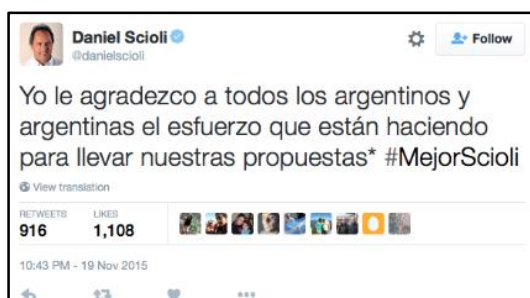 Daniel Scioli
Follow
@danielscioli
Yo le agradezco a todos los argentinos y
argentinas el esfuerzo que están haciendo
para llevar nuestras propuestas* #MejorScioli
View translation
RETWEETS LIKES
916 1,108
10:43 PM - 19 Nov 2015